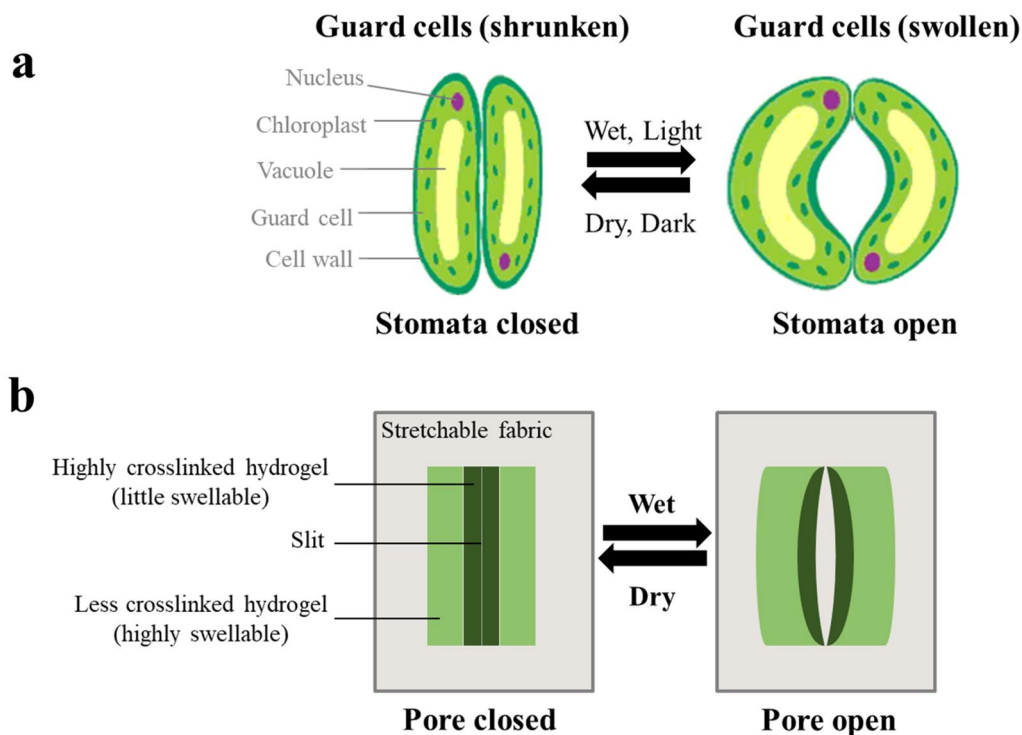 a
Guard cells (shrunken)
Guard cells (swollen)
Nucleus
Chloroplast
Vacuole
Guard cell
Cell wall
Wet, Light
Dry, Dark
Stomata closed
Stomata open
b
Stretchable fabric
Highly crosslinked hydrogel
(little swellable)
Slit
Less crosslinked hydrogel
(highly swellable)
Wet
Dry
Pore closed
Pore open